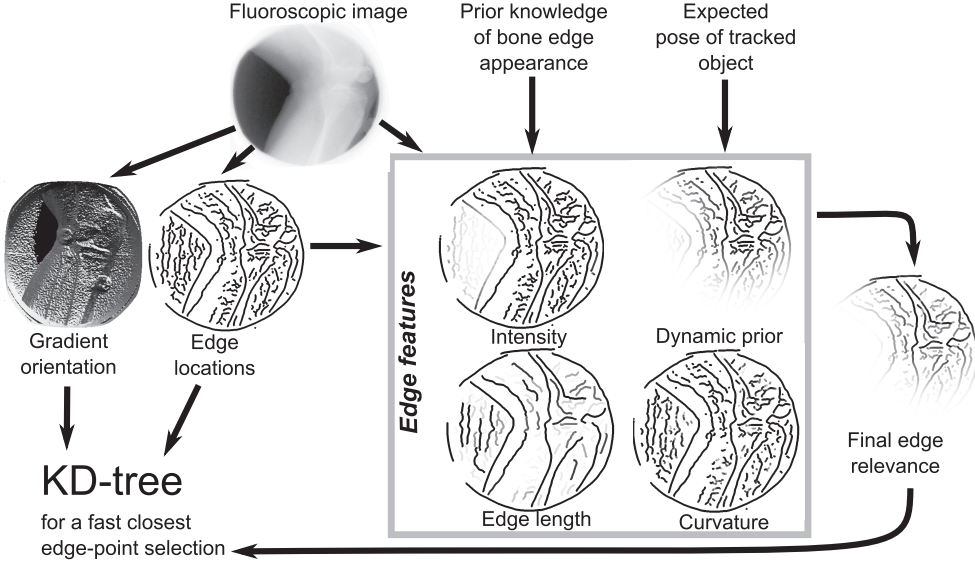 Fluoroscopic image
Prior knowledge
of bone edge
appearance
Expected
pose of tracked
object
Gradient
orientation
Edge
locations
Edge features
Intensity
Dynamic prior
Edge length
Curvature
Final edge
relevance
KD-tree
for a fast closest
edge-point selection